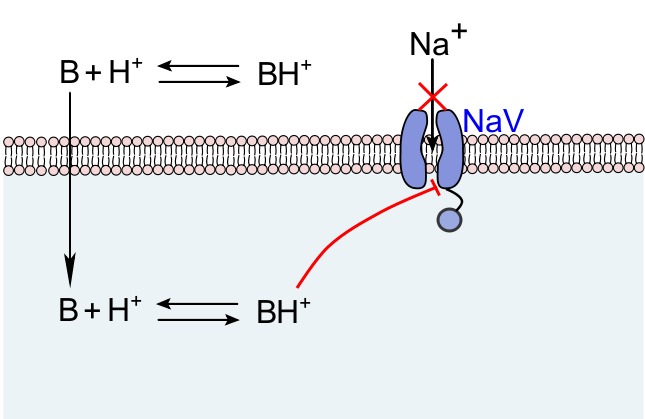 Na⁺
B + H⁺ BH⁺
NaV
B + H⁺ BH⁺